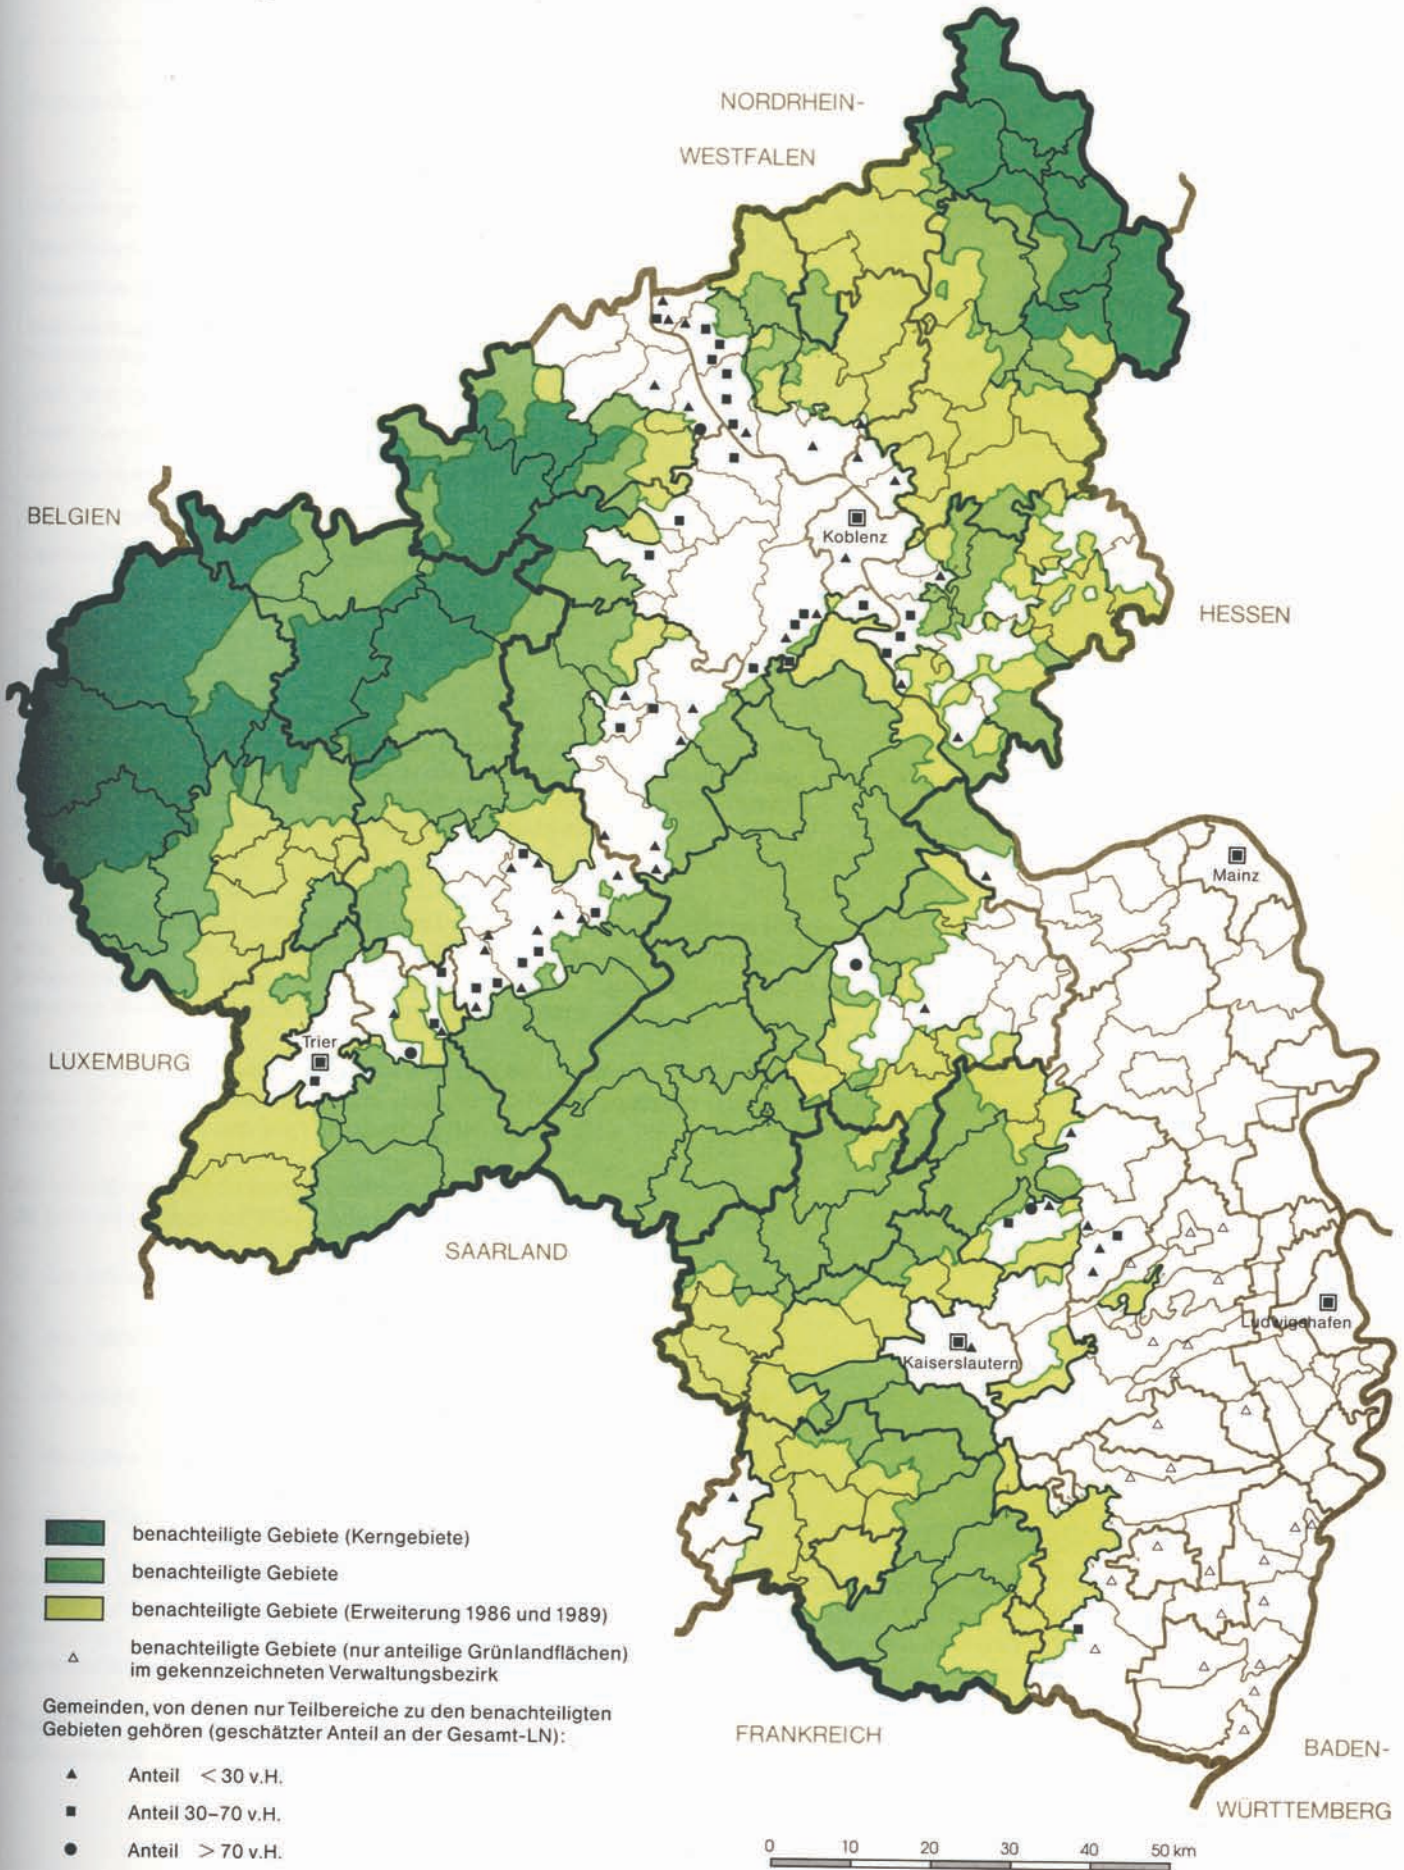 NORDRHEIN-
WESTFALEN
BELGIEN
Koblenz
HESSEN
Mainz
LUXEMBURG
Trier
SAARLAND
Ludwigshafen
Kaiserslautern
benachteiligte Gebiete (Kerngebiete)
benachteiligte Gebiete
benachteiligte Gebiete (Erweiterung 1986 und 1989)
benachteiligte Gebiete (nur anteilige Grünlandflächen)
im gekennzeichneten Verwaltungsbezirk
Gemeinden, von denen nur Teilbereiche zu den benachteiligten
Gebieten gehören (geschätzter Anteil an der Gesamt-LN):
Anteil < 30 v.H.
Anteil 30–70 v.H.
Anteil > 70 v.H.
FRANKREICH
BADEN-
WÜRTTEMBERG
0 10 20 30 40 50 km